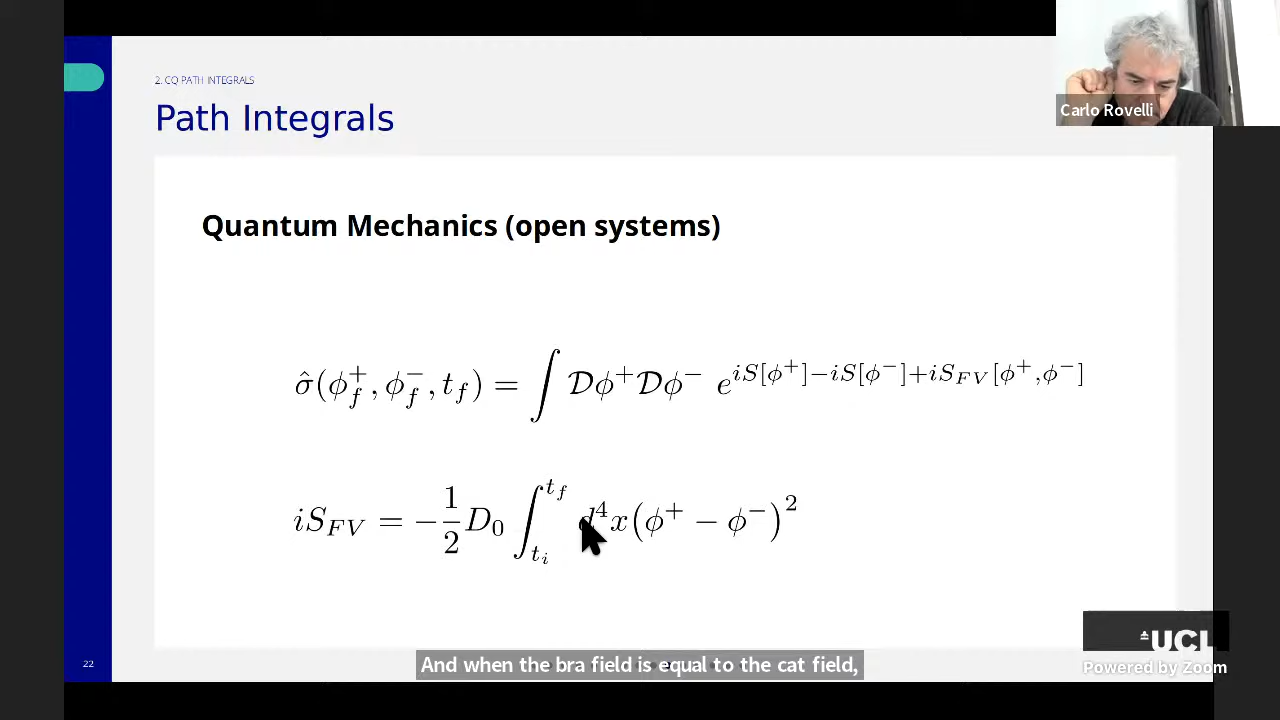 2. CQ PATH INTEGRALS
Path Integrals
Carlo Rovelli
Quantum Mechanics (open systems)
σ̂(ϕ_f^+, ϕ_f^-, t_f) = ∫ 𝒟ϕ^+ 𝒟ϕ^- e^{iS[ϕ^+]−iS[ϕ^-]+iS_{FV}[ϕ^+,ϕ^-]}
iS_{FV} = −\frac{1}{2} D_0 ∫_{t_i}^{t_f} d^4x(ϕ^+ − ϕ^-)^2
UCL
Powered by Zoom
22
And when the bra field is equal to the cat field,